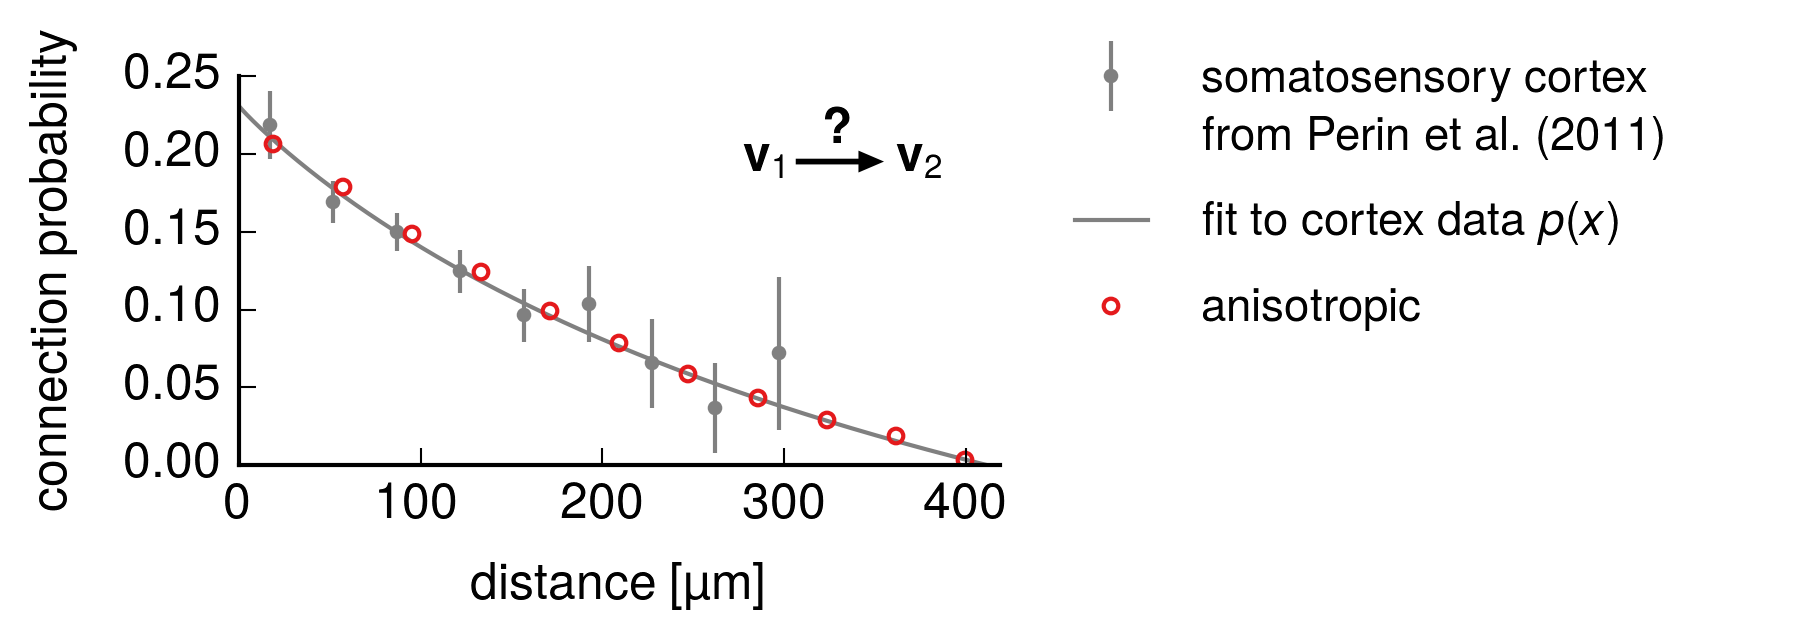 connection probability
0.25
0.20
0.15
0.10
0.05
0.00
0 100 200 300 400
distance [µm]
?
v1 v2
somatosensory cortex
from Perin et al. (2011)
fit to cortex data p(x)
anisotropic